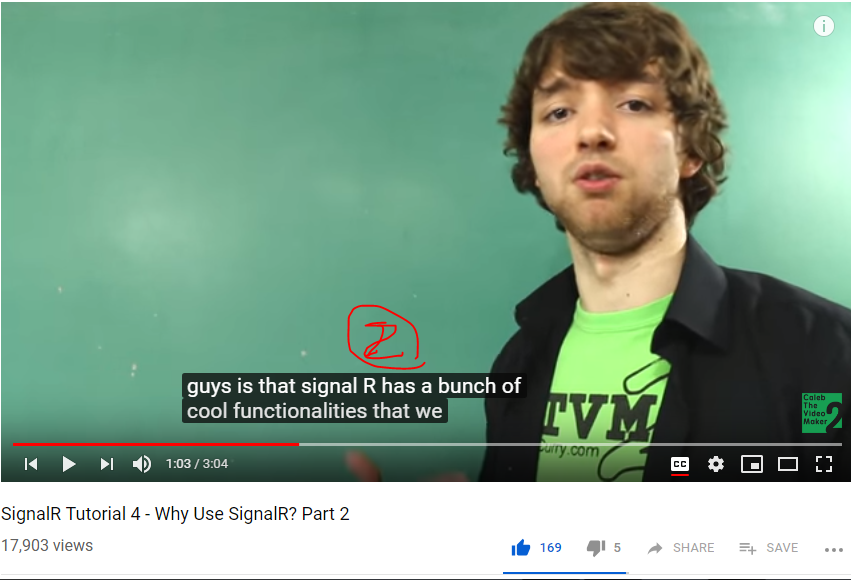 2
guys is that signal R has a bunch of
cool functionalities that we
TVM
Curry.com
Caleb
The
Video
Maker 2
1:03 / 3:04
CC
SignalR Tutorial 4 - Why Use SignalR? Part 2
17,903 views
169
5
SHARE
SAVE